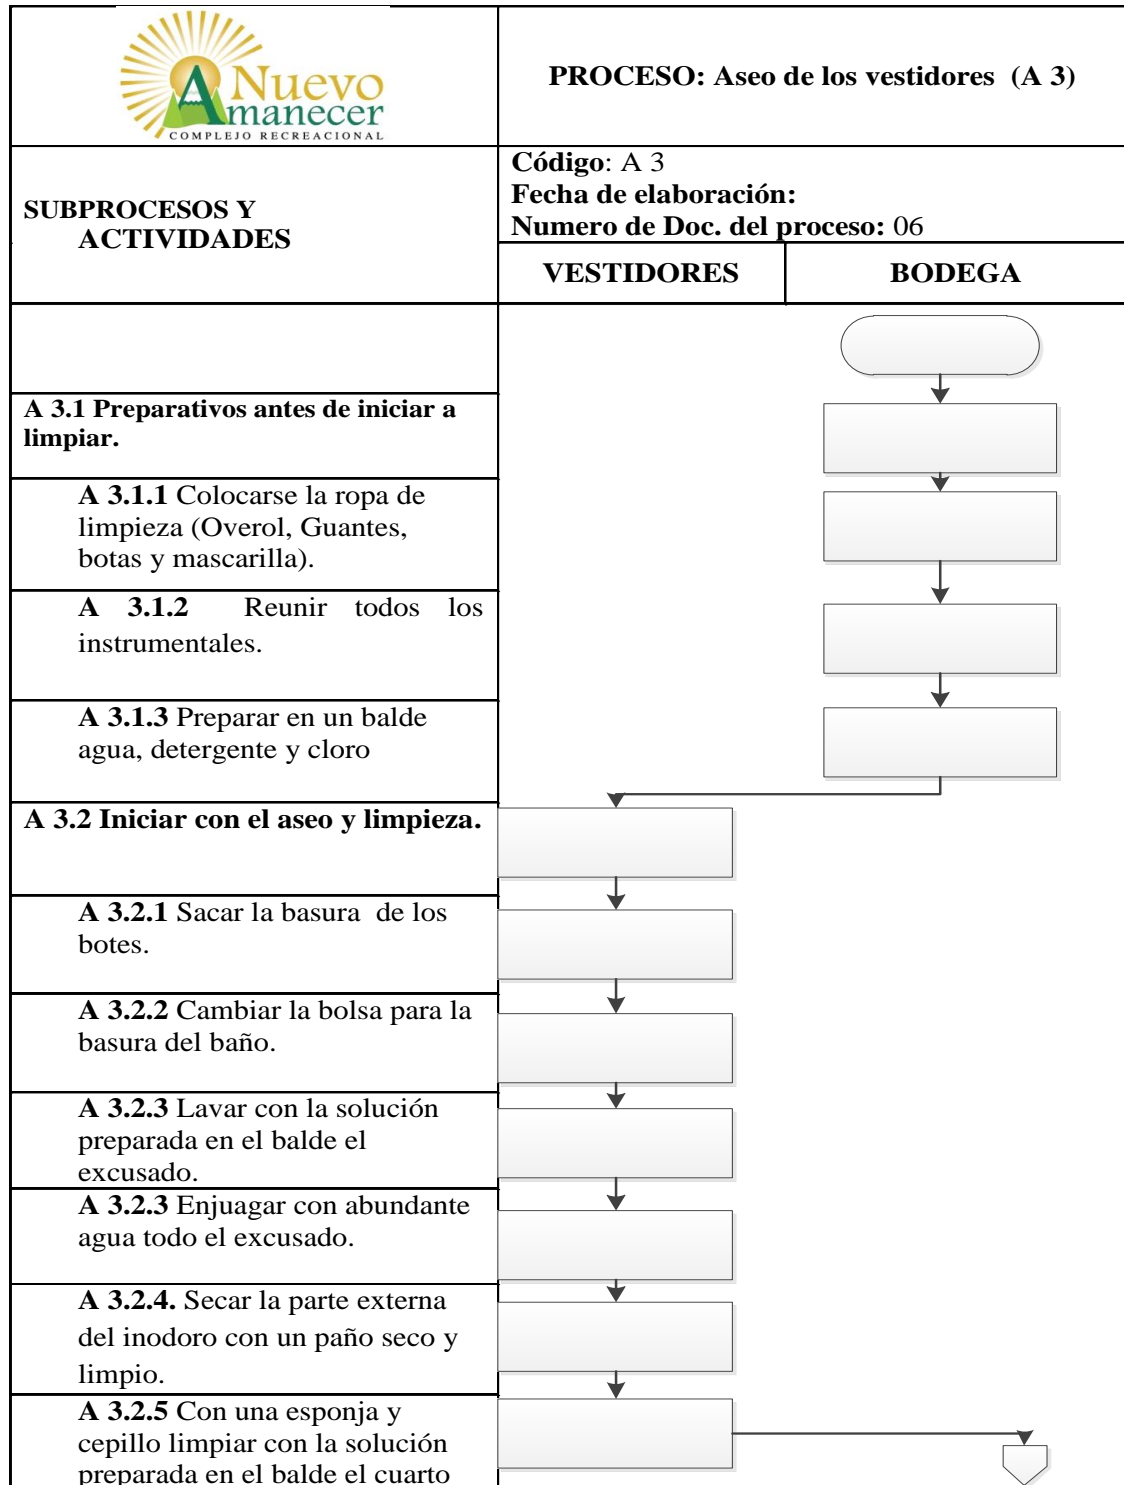 A Nuevo
Amanecer
COMPLEJO RECREACIONAL
PROCESO: Aseo de los vestidores (A 3)
SUBPROCESOS Y
ACTIVIDADES
Código: A 3
Fecha de elaboración:
Numero de Doc. del proceso: 06
VESTIDORES
BODEGA
A 3.1 Preparativos antes de iniciar a
limpiar.
A 3.1.1 Colocarse la ropa de
limpieza (Overol, Guantes,
botas y mascarilla).
A 3.1.2 Reunir todos los
instrumentales.
A 3.1.3 Preparar en un balde
agua, detergente y cloro
A 3.2 Iniciar con el aseo y limpieza.
A 3.2.1 Sacar la basura de los
botes.
A 3.2.2 Cambiar la bolsa para la
basura del baño.
A 3.2.3 Lavar con la solución
preparada en el balde el
excusado.
A 3.2.3 Enjuagar con abundante
agua todo el excusado.
A 3.2.4. Secar la parte externa
del inodoro con un paño seco y
limpio.
A 3.2.5 Con una esponja y
cepillo limpiar con la solución
preparada en el balde el cuarto